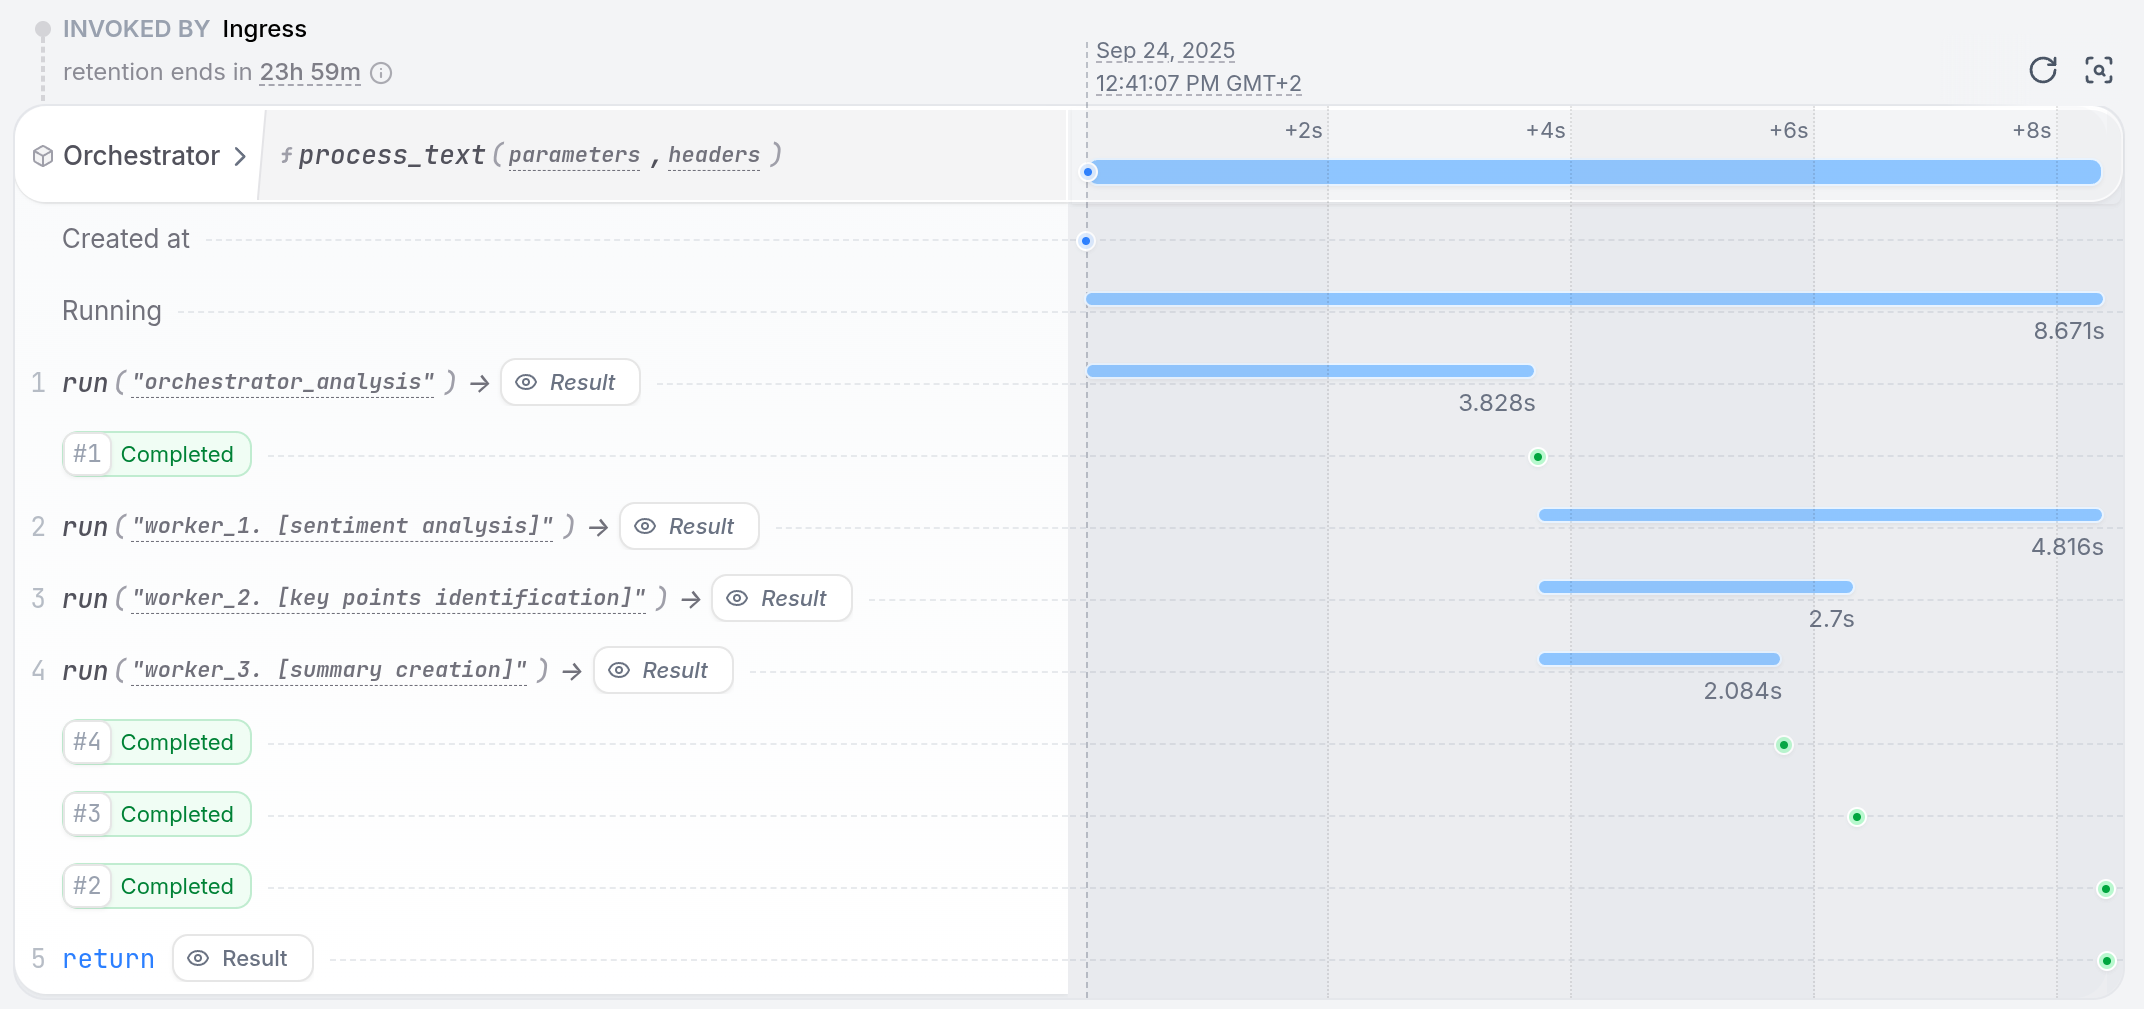 INVOKED BY Ingress
retention ends in 23h 59m
Sep 24, 2025
12:41:07 PM GMT+2
Orchestrator > ƒ process_text ( parameters , headers )
+2s +4s +6s +8s
Created at
Running
8.671s
1 run ( "orchestrator_analysis" ) → Result
3.828s
#1 Completed
2 run ( "worker_1. [sentiment analysis]" ) → Result
4.816s
3 run ( "worker_2. [key points identification]" ) → Result
2.7s
4 run ( "worker_3. [summary creation]" ) → Result
2.084s
#4 Completed
#3 Completed
#2 Completed
5 return Result